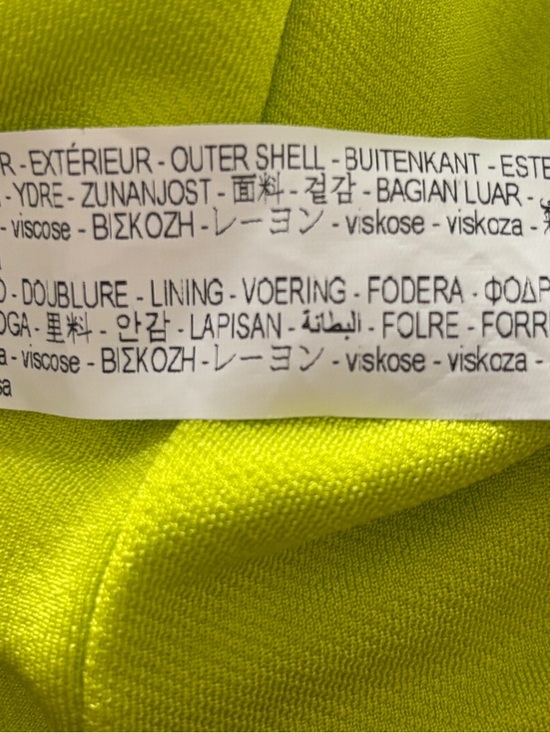 R - EXTÉRIEUR - OUTER SHELL - BUITENKANT - ESTE
- YDRE - ZUNANJOST - 面料 - 겉감 - BAGIAN LUAR -
- viscose - ΒΙΣΚΟΖΗ - レーヨン - viskose - viskoza -
O - DOUBLURE - LINING - VOERING - FODERA - ΦΟΔΡ
OGA - 里料 - 안감 - LAPISAN - البطانة - FOLRE - FORR
a - viscose - ΒΙΣΚΟΖΗ - レーヨン - viskose - viskoza -
sa